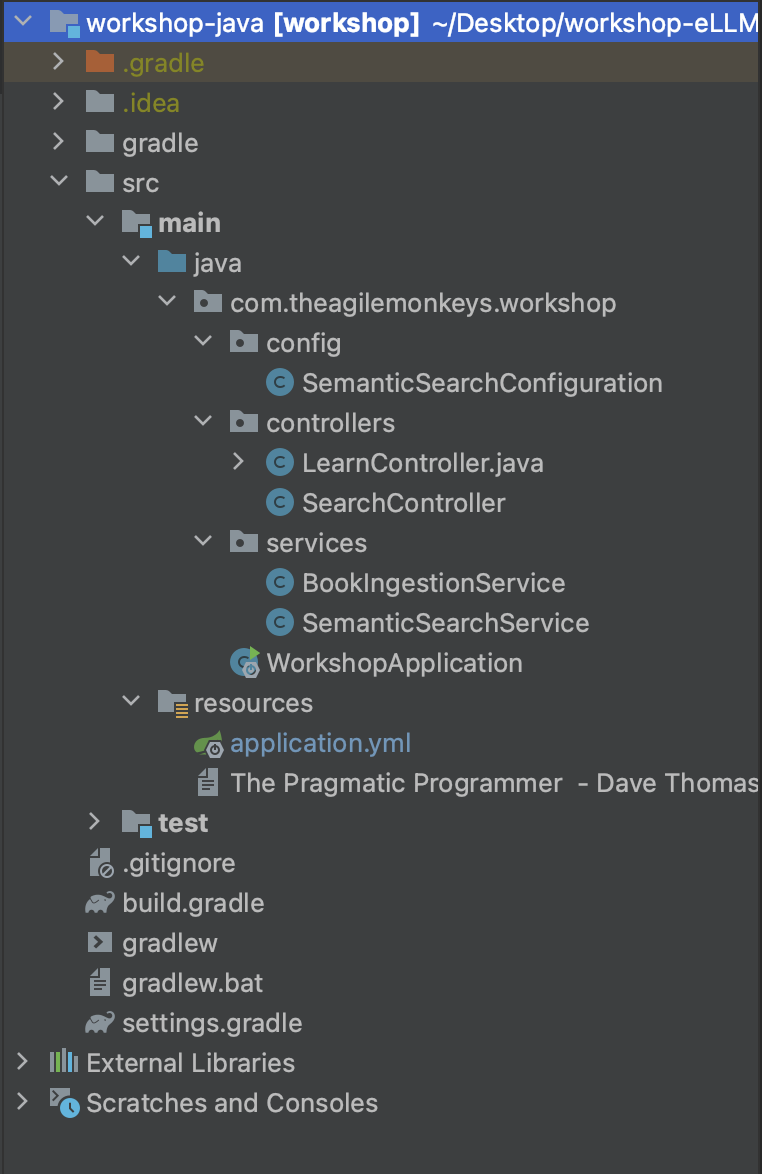 workshop-java [workshop] ~/Desktop/workshop-eLLM
.gradle
.idea
gradle
src
main
java
com.theagilemonkeys.workshop
config
SemanticSearchConfiguration
controllers
LearnController.java
SearchController
services
BookIngestionService
SemanticSearchService
WorkshopApplication
resources
application.yml
The Pragmatic Programmer - Dave Thomas
test
.gitignore
build.gradle
gradlew
gradlew.bat
settings.gradle
External Libraries
Scratches and Consoles